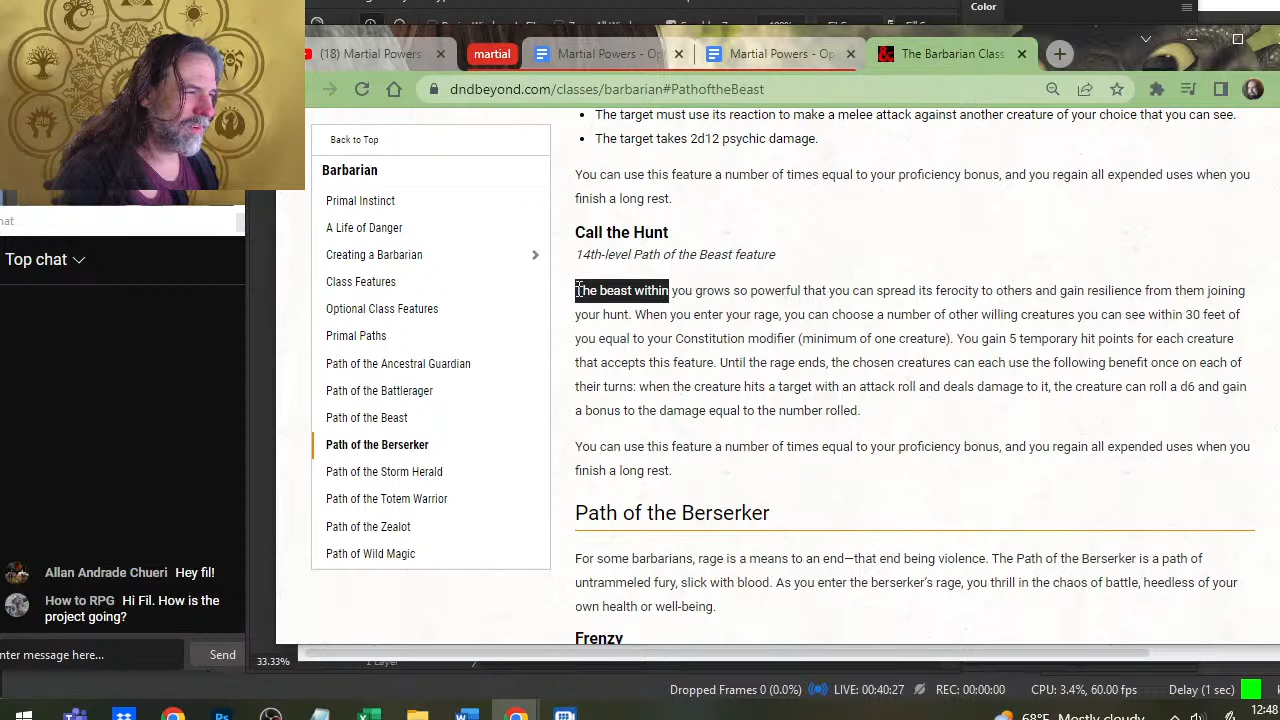 Color
(18) Martial Powers
martial
Martial Powers - Op
Martial Powers - Op
The Barbarian Class
dndbeyond.com/classes/barbarian#PathoftheBeast
Back to Top
Barbarian
Primal Instinct
A Life of Danger
Creating a Barbarian
Class Features
Optional Class Features
Primal Paths
Path of the Ancestral Guardian
Path of the Battlerager
Path of the Beast
Path of the Berserker
Path of the Storm Herald
Path of the Totem Warrior
Path of the Zealot
Path of Wild Magic
• The target must use its reaction to make a melee attack against another creature of your choice that you can see.
• The target takes 2d12 psychic damage.
You can use this feature a number of times equal to your proficiency bonus, and you regain all expended uses when you
finish a long rest.
Call the Hunt
14th-level Path of the Beast feature
The beast within you grows so powerful that you can spread its ferocity to others and gain resilience from them joining
your hunt. When you enter your rage, you can choose a number of other willing creatures you can see within 30 feet of
you equal to your Constitution modifier (minimum of one creature). You gain 5 temporary hit points for each creature
that accepts this feature. Until the rage ends, the chosen creatures can each use the following benefit once on each of
their turns: when the creature hits a target with an attack roll and deals damage to it, the creature can roll a d6 and gain
a bonus to the damage equal to the number rolled.
You can use this feature a number of times equal to your proficiency bonus, and you regain all expended uses when you
finish a long rest.
Path of the Berserker
For some barbarians, rage is a means to an end—that end being violence. The Path of the Berserker is a path of
untrammeled fury, slick with blood. As you enter the berserker's rage, you thrill in the chaos of battle, heedless of your
own health or well-being.
Frenzy
hat
Top chat
Allan Andrade Chueri Hey fil!
How to RPG Hi Fil. How is the
project going?
nter message here...
Send
33.33%
1 Layer
Dropped Frames 0 (0.0%)
LIVE: 00:40:27
REC: 00:00:00
CPU: 3.4%, 60.00 fps
Delay (1 sec)
68°F Mostly cloudy
12:48